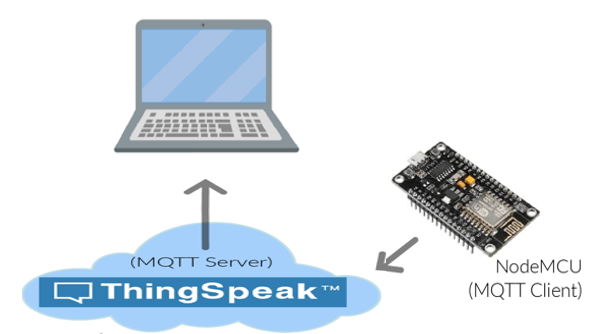 (MQTT Server)
ThingSpeak™
NodeMCU
(MQTT Client)